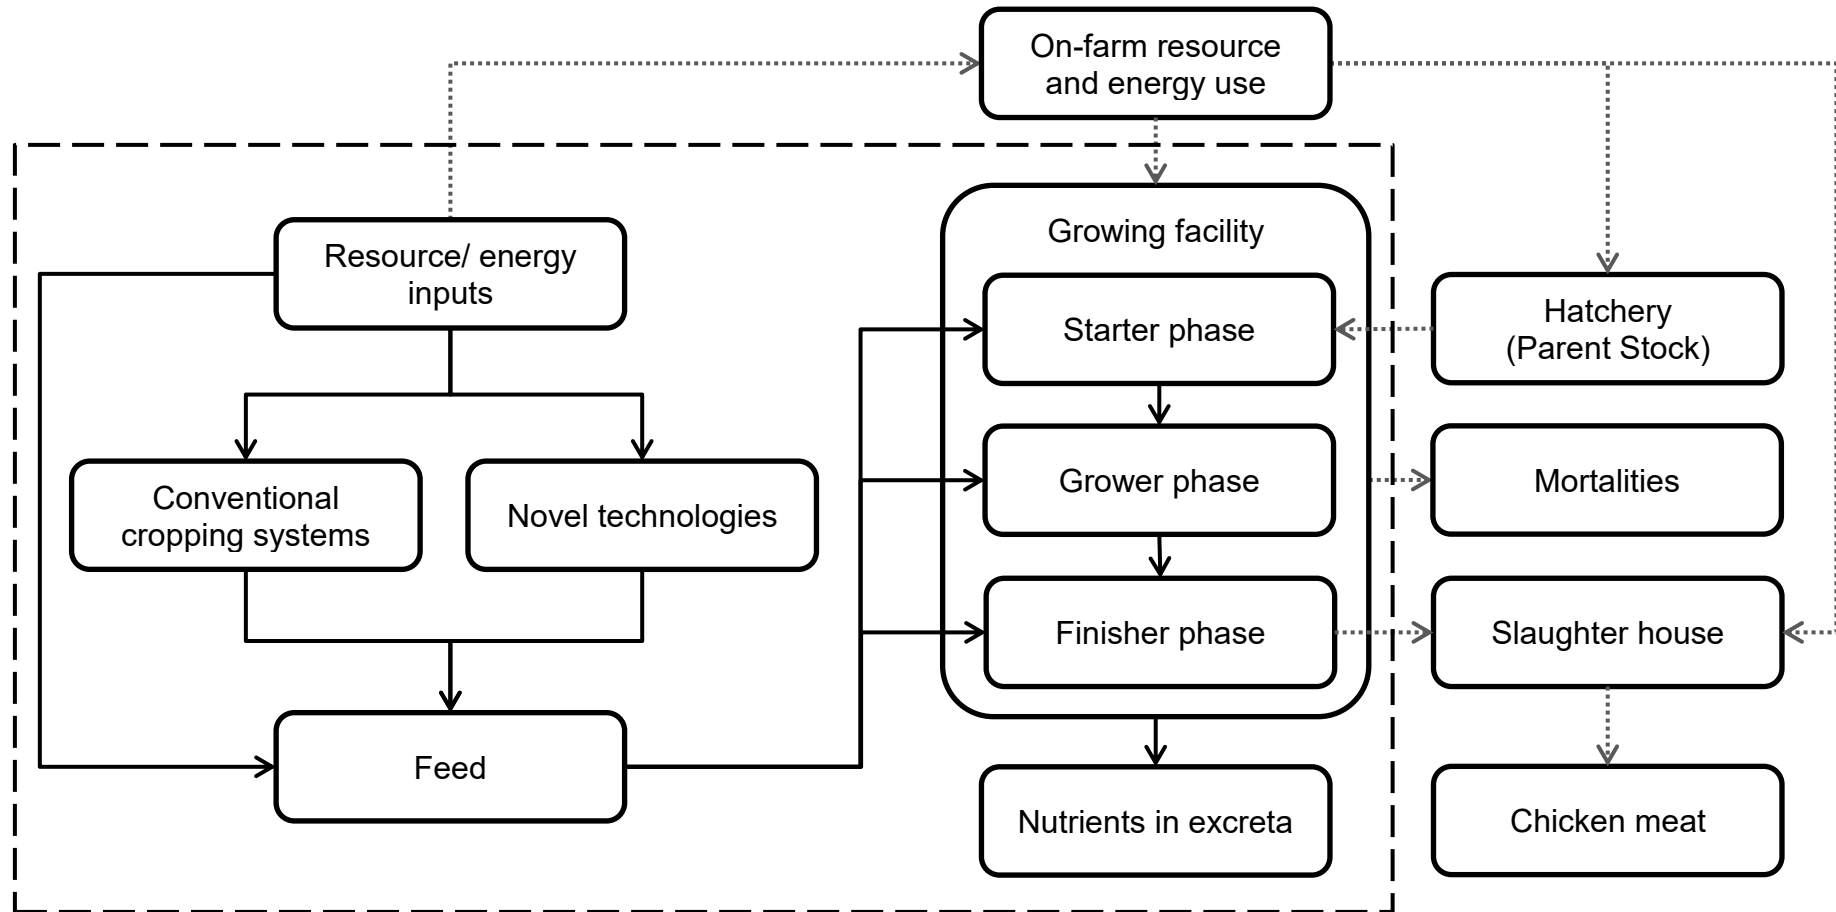 On-farm resource
and energy use
Growing facility
Resource/ energy
inputs
Starter phase
Hatchery
(Parent Stock)
Conventional
cropping systems
Novel technologies
Grower phase
Mortalities
Finisher phase
Slaughter house
Feed
Nutrients in excreta
Chicken meat